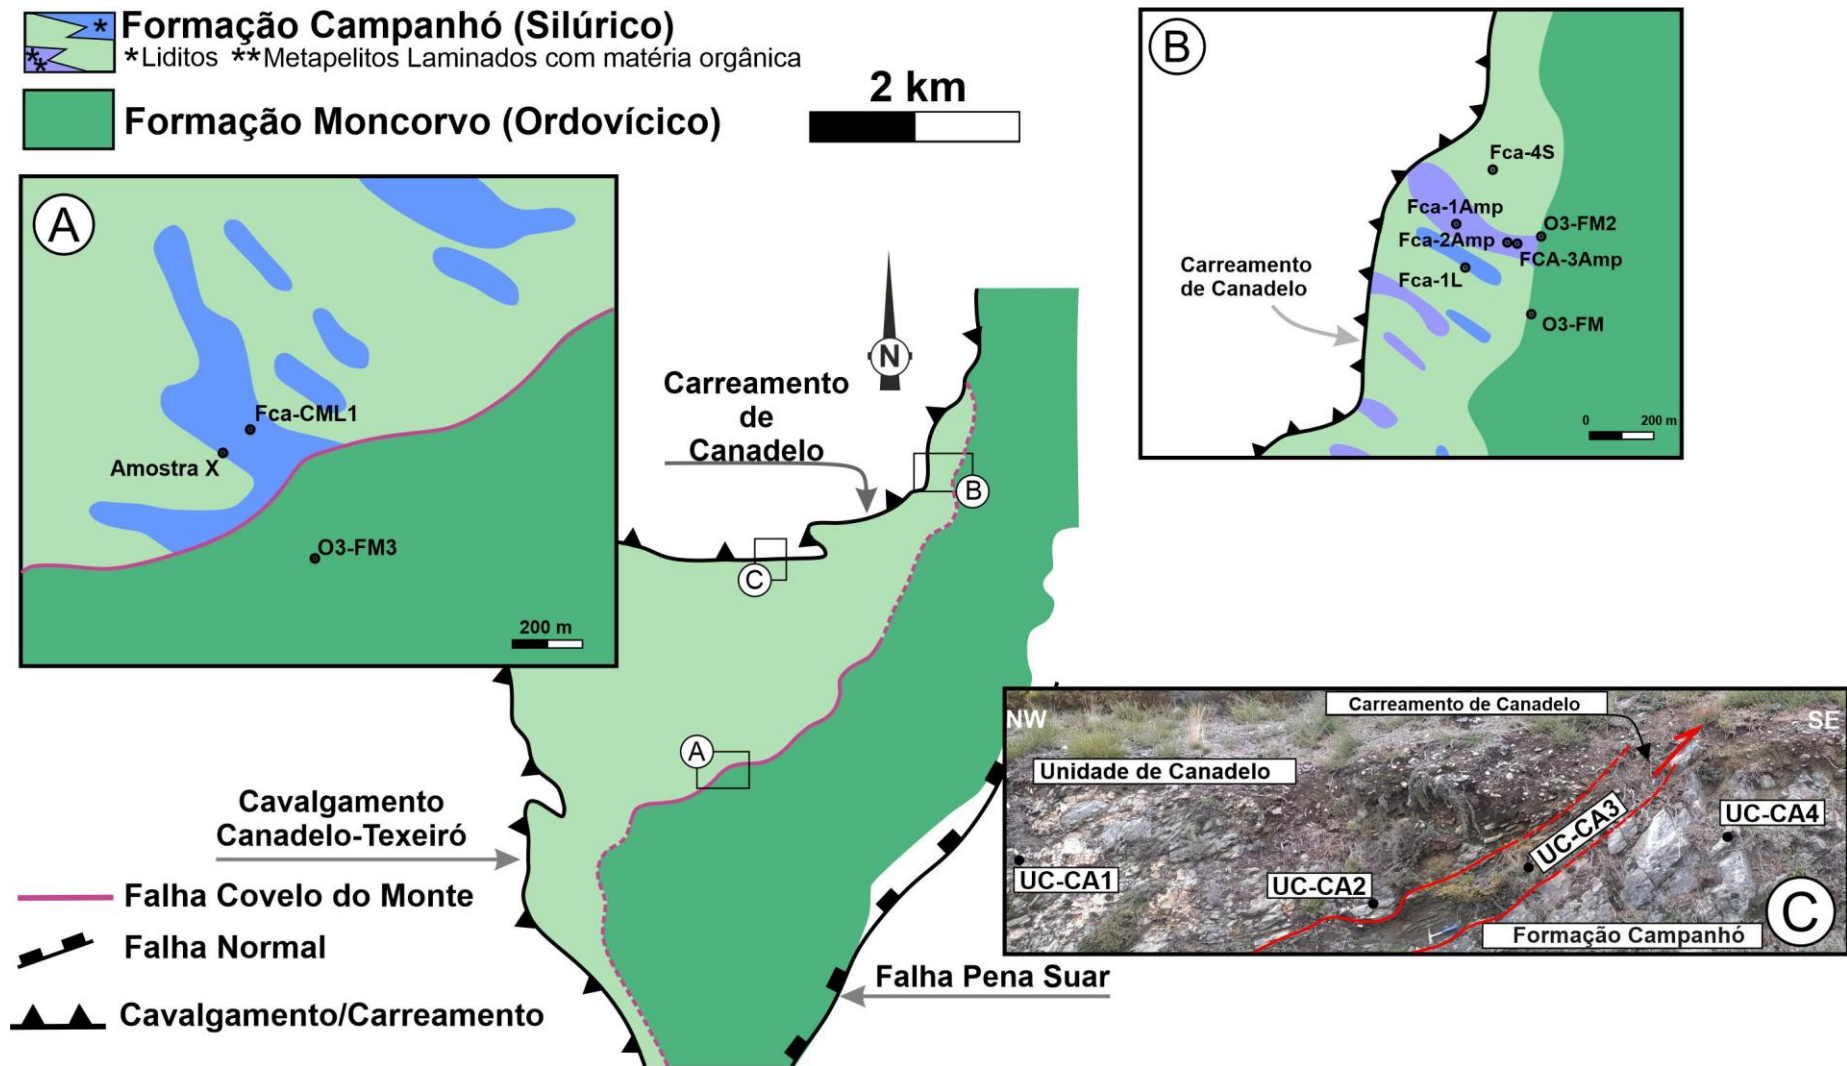 Formação Campanhó (Silúrico)
*Liditos **Metapelitos Laminados com matéria orgânica
Formação Moncorvo (Ordovícico)
2 km
A
Fca-CML1
Amostra X
O3-FM3
200 m
B
Fca-4S
Fca-1Amp
O3-FM2
Fca-2Amp
FCA-3Amp
Fca-1L
O3-FM
Carreamento
de Canadelo
0 200 m
N
Carreamento
de
Canadelo
B
C
A
Cavalgamento
Canadelo-Texeiró
Falha Covelo do Monte
Falha Normal
Cavalgamento/Carreamento
Falha Pena Suar
NW
Carreamento de Canadelo
SE
Unidade de Canadelo
UC-CA3
UC-CA4
UC-CA1
UC-CA2
Formação Campanhó
C